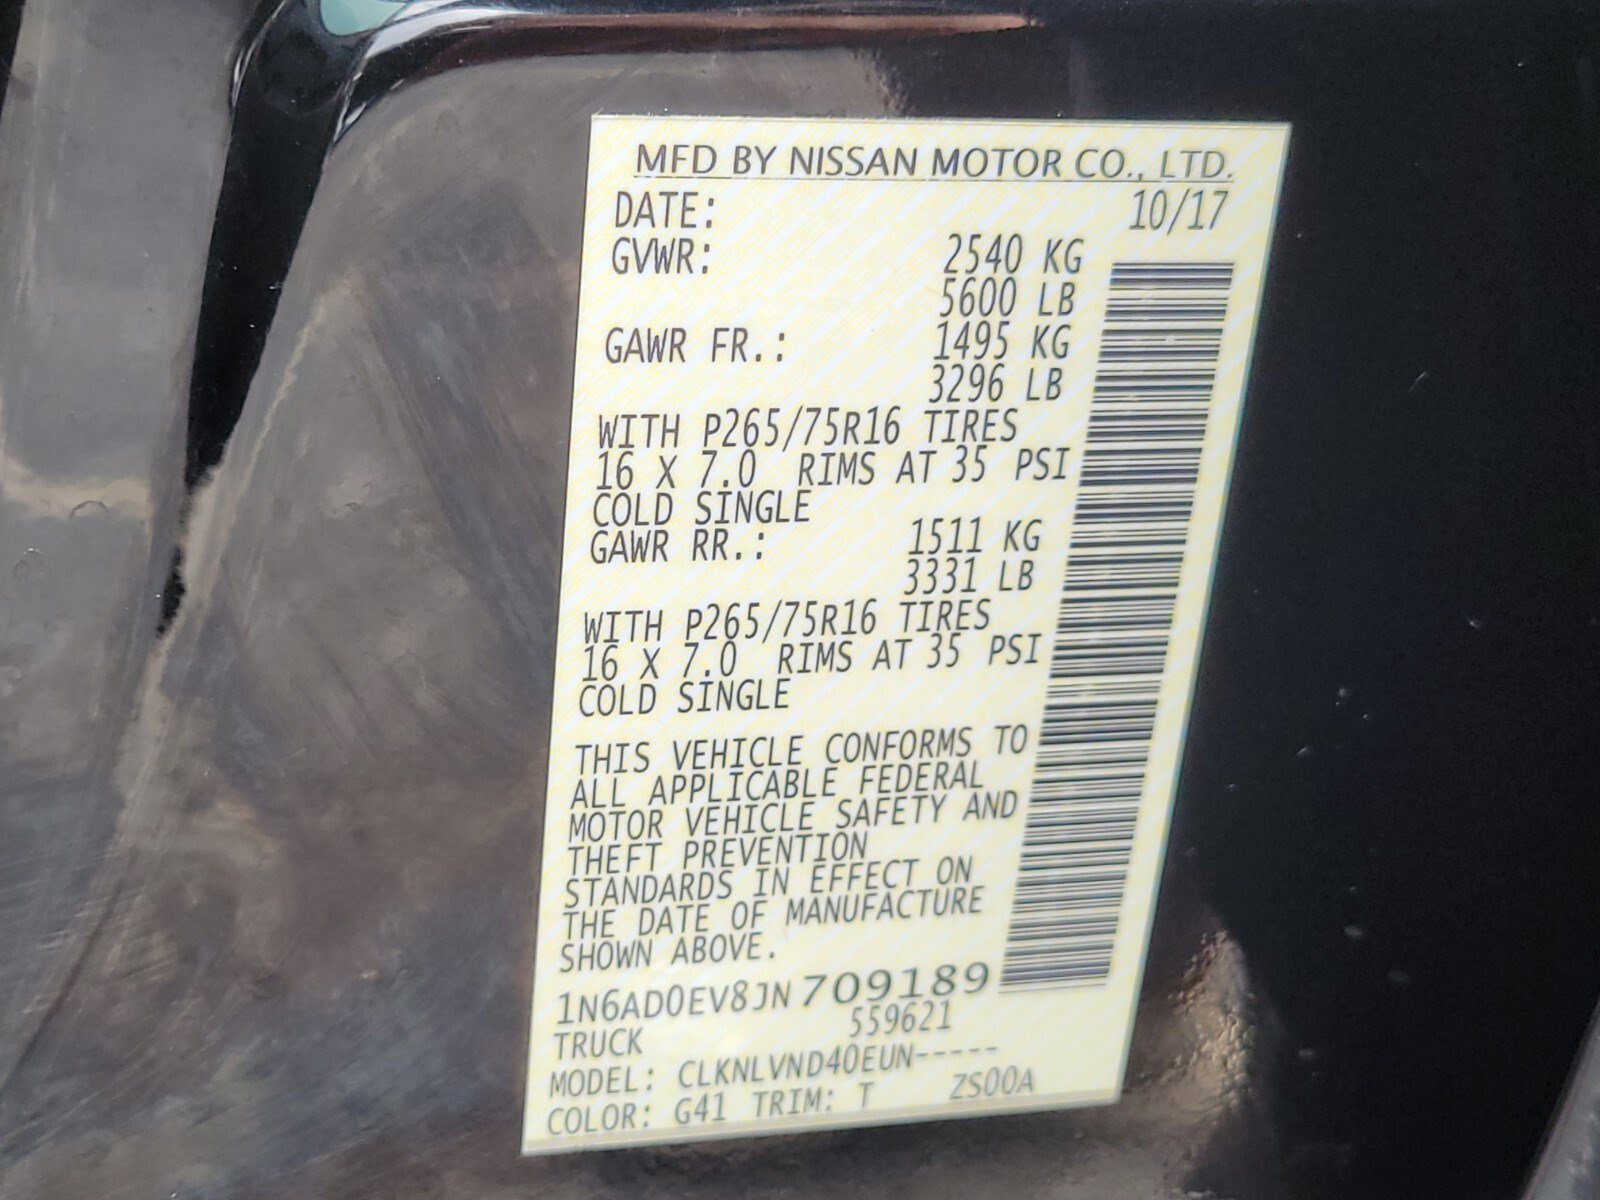 MFD BY NISSAN MOTOR CO., LTD.
DATE: 10/17
GVWR: 2540 KG
5600 LB
GAWR FR.: 1495 KG
3296 LB
WITH P265/75R16 TIRES
16 X 7.0 RIMS AT 35 PSI
COLD SINGLE
GAWR RR.: 1511 KG
3331 LB
WITH P265/75R16 TIRES
16 X 7.0 RIMS AT 35 PSI
COLD SINGLE
THIS VEHICLE CONFORMS TO
ALL APPLICABLE FEDERAL
MOTOR VEHICLE SAFETY AND
THEFT PREVENTION
STANDARDS IN EFFECT ON
THE DATE OF MANUFACTURE
SHOWN ABOVE.
1N6AD0EV8JN709189
TRUCK 559621
MODEL: CLKNLVND40EUN-----
COLOR: G41 TRIM: T ZS00A